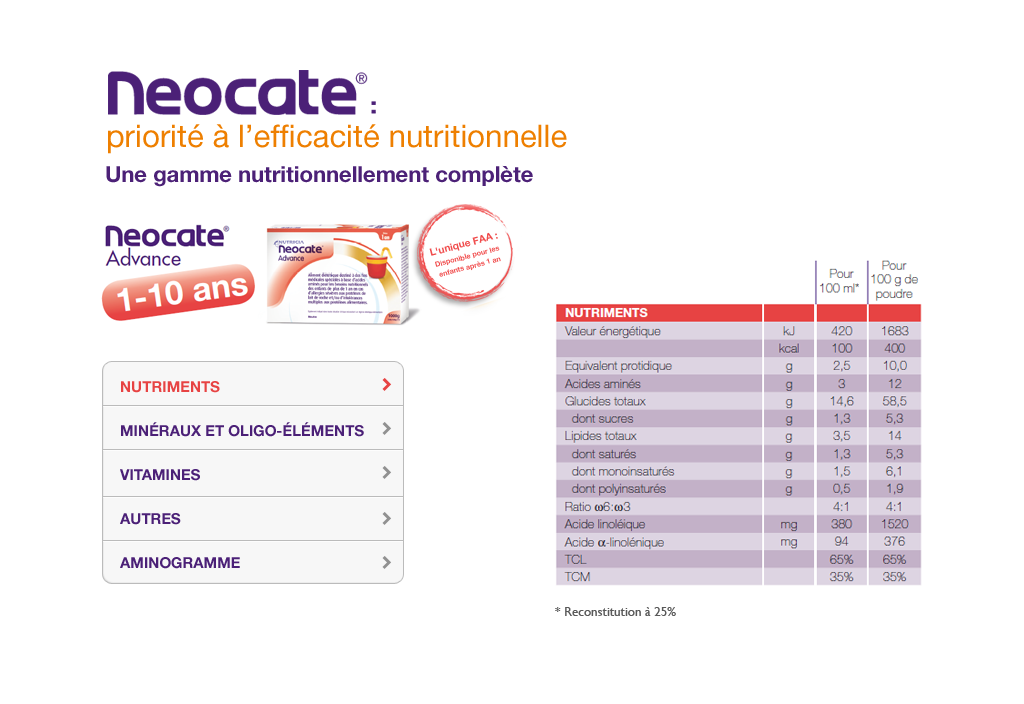 Neocate® :
priorité à l'efficacité nutritionnelle
Une gamme nutritionnellement complète
Neocate®
Advance
1-10 ans
NUTRICIA
Neocate
Advance
L'unique FAA :
Disponible pour les
enfants après 1 an
NUTRIMENTS
MINÉRAUX ET OLIGO-ÉLÉMENTS
VITAMINES
AUTRES
AMINOGRAMME
Pour 100 ml* Pour 100 g de poudre
NUTRIMENTS
Valeur énergétique kJ 420 1683
kcal 100 400
Equivalent protidique g 2,5 10,0
Acides aminés g 3 12
Glucides totaux g 14,6 58,5
dont sucres g 1,3 5,3
Lipides totaux g 3,5 14
dont saturés g 1,3 5,3
dont monoinsaturés g 1,5 6,1
dont polyinsaturés g 0,5 1,9
Ratio ω6:ω3 4:1 4:1
Acide linoléique mg 380 1520
Acide α-linolénique mg 94 376
TCL 65% 65%
TCM 35% 35%
* Reconstitution à 25%